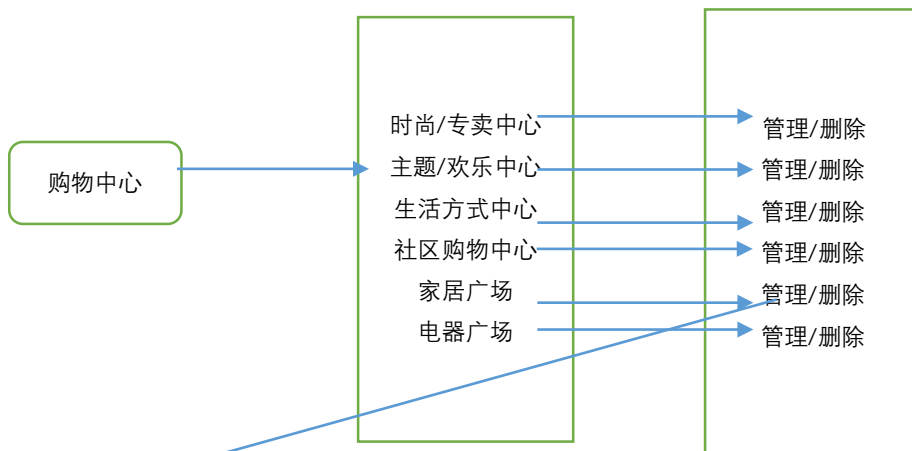 购物中心
时尚/专卖中心
主题/欢乐中心
生活方式中心
社区购物中心
家居广场
电器广场
管理/删除
管理/删除
管理/删除
管理/删除
管理/删除
管理/删除